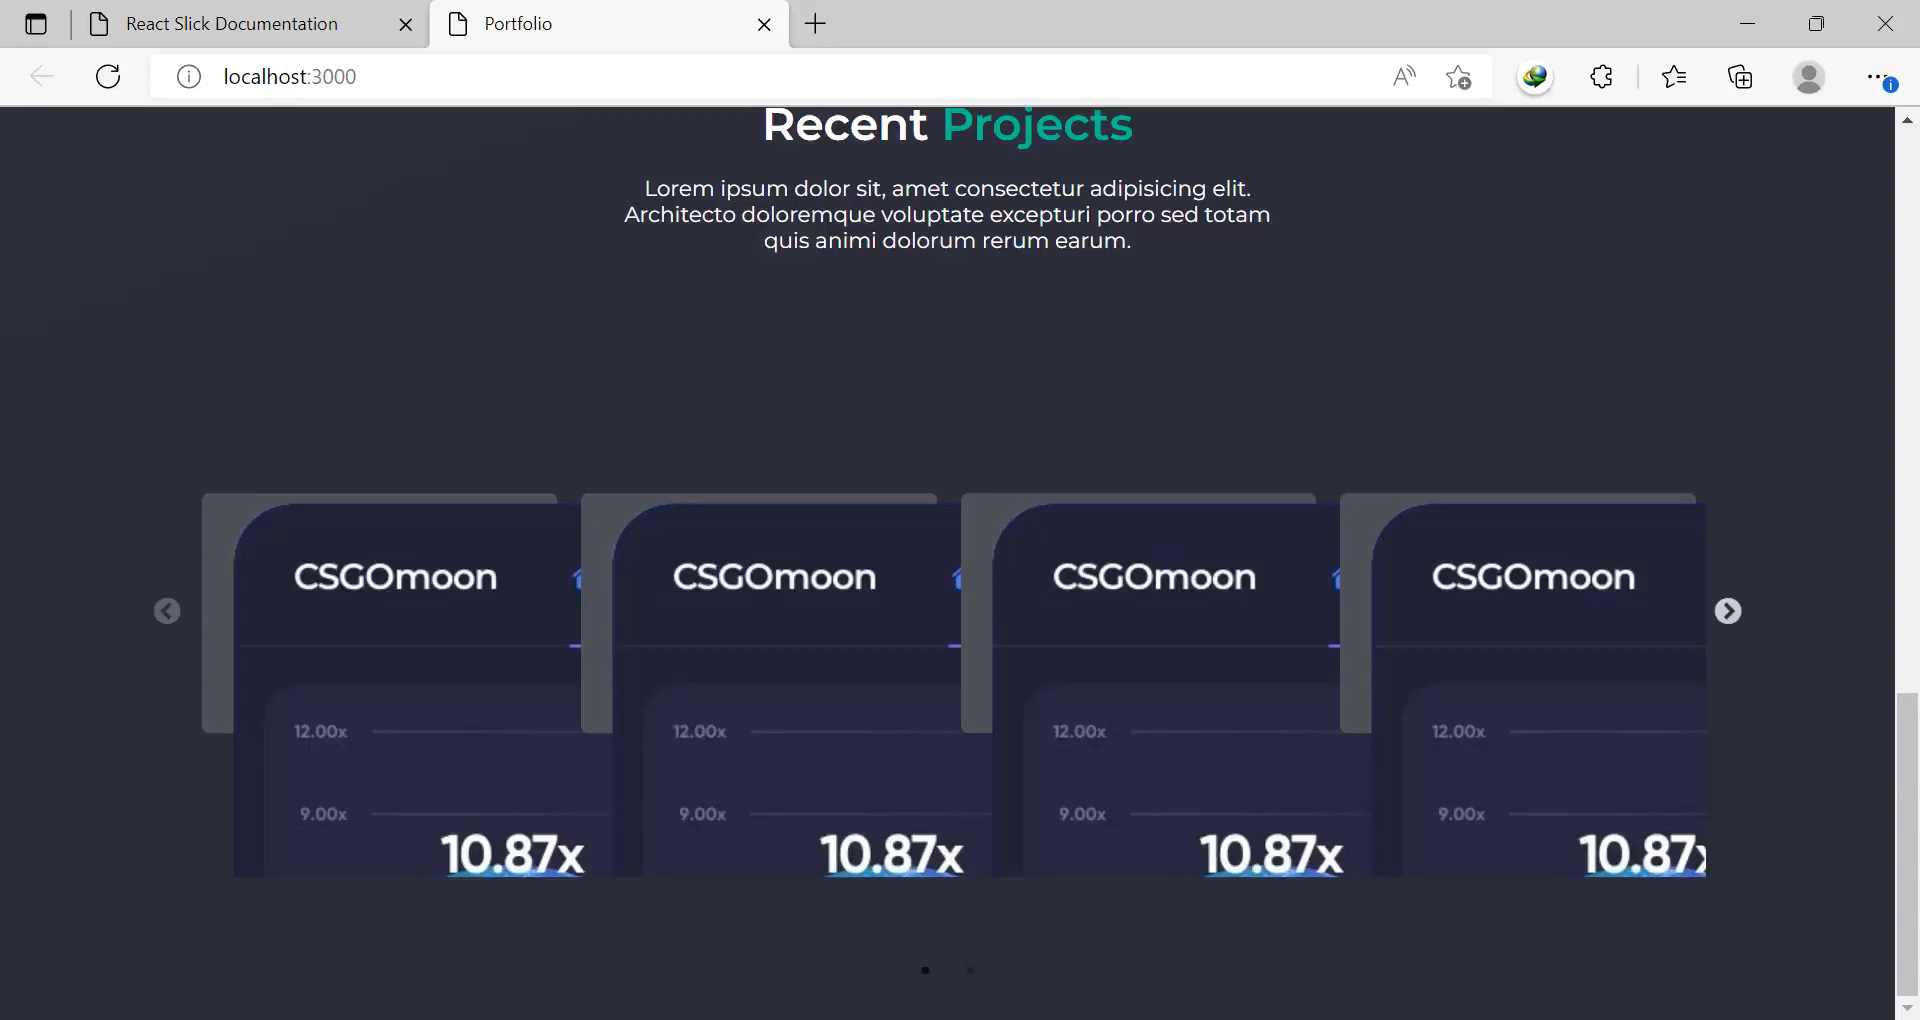 React Slick Documentation
Portfolio
localhost:3000
Recent Projects
Lorem ipsum dolor sit, amet consectetur adipisicing elit.
Architecto doloremque voluptate excepturi porro sed totam
quis animi dolorum rerum earum.
CSGOmoon CSGOmoon CSGOmoon CSGOmoon
12.00x 12.00x 12.00x 12.00x
9.00x 9.00x 9.00x 9.00x
10.87x 10.87x 10.87x 10.87x